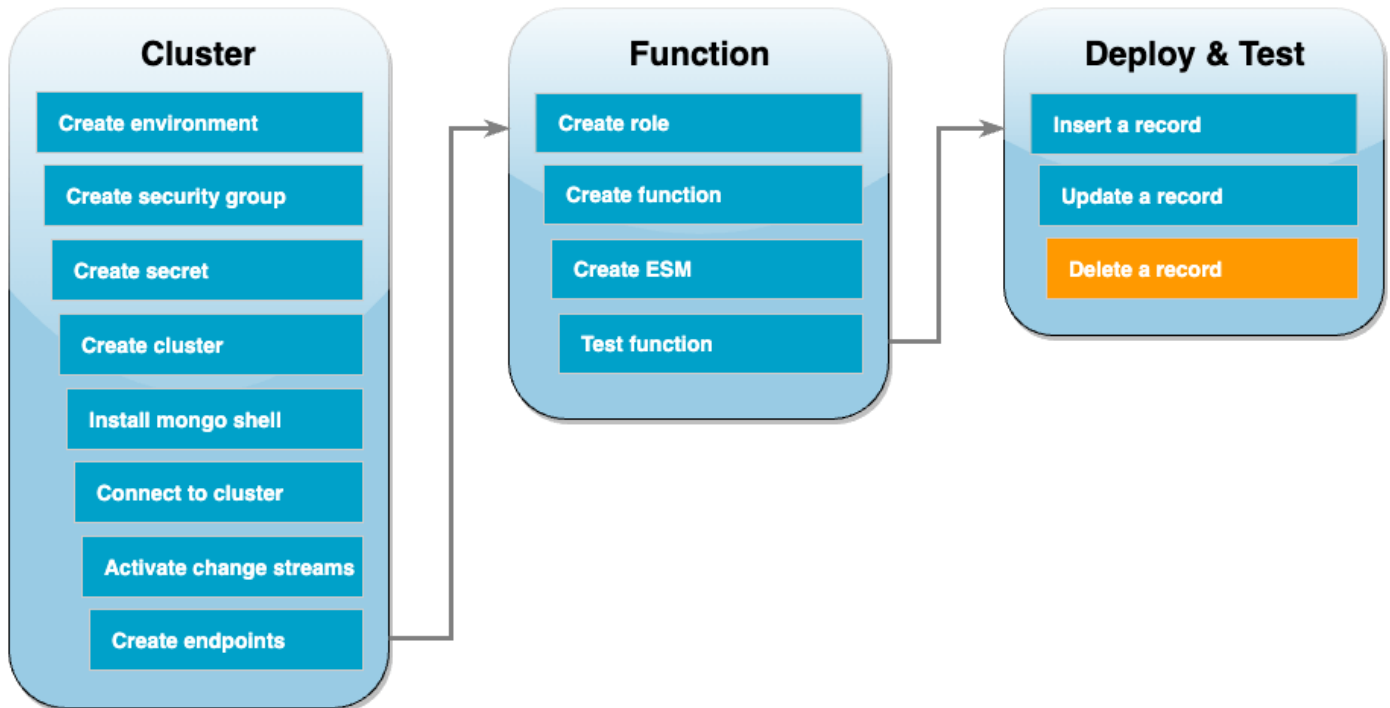 Cluster
Create environment
Create security group
Create secret
Create cluster
Install mongo shell
Connect to cluster
Activate change streams
Create endpoints
Function
Create role
Create function
Create ESM
Test function
Deploy & Test
Insert a record
Update a record
Delete a record